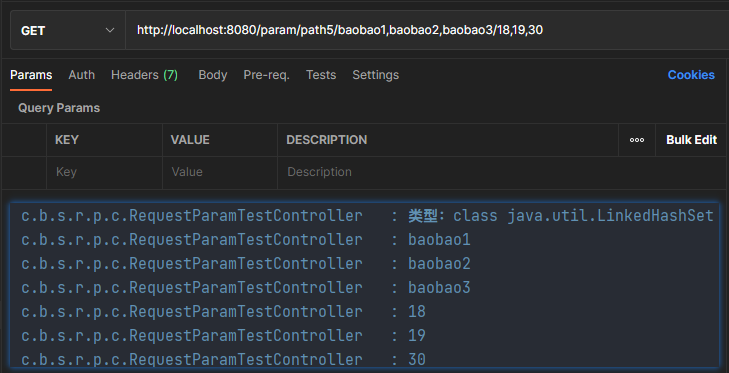 GET http://localhost:8080/param/path5/baobao1,baobao2,baobao3/18,19,30
Params Auth Headers (7) Body Pre-req. Tests Settings Cookies
Query Params
KEY VALUE DESCRIPTION ooo Bulk Edit
Key Value Description
c.b.s.r.p.c.RequestParamTestController : 类型：class java.util.LinkedHashSet
c.b.s.r.p.c.RequestParamTestController : baobao1
c.b.s.r.p.c.RequestParamTestController : baobao2
c.b.s.r.p.c.RequestParamTestController : baobao3
c.b.s.r.p.c.RequestParamTestController : 18
c.b.s.r.p.c.RequestParamTestController : 19
c.b.s.r.p.c.RequestParamTestController : 30